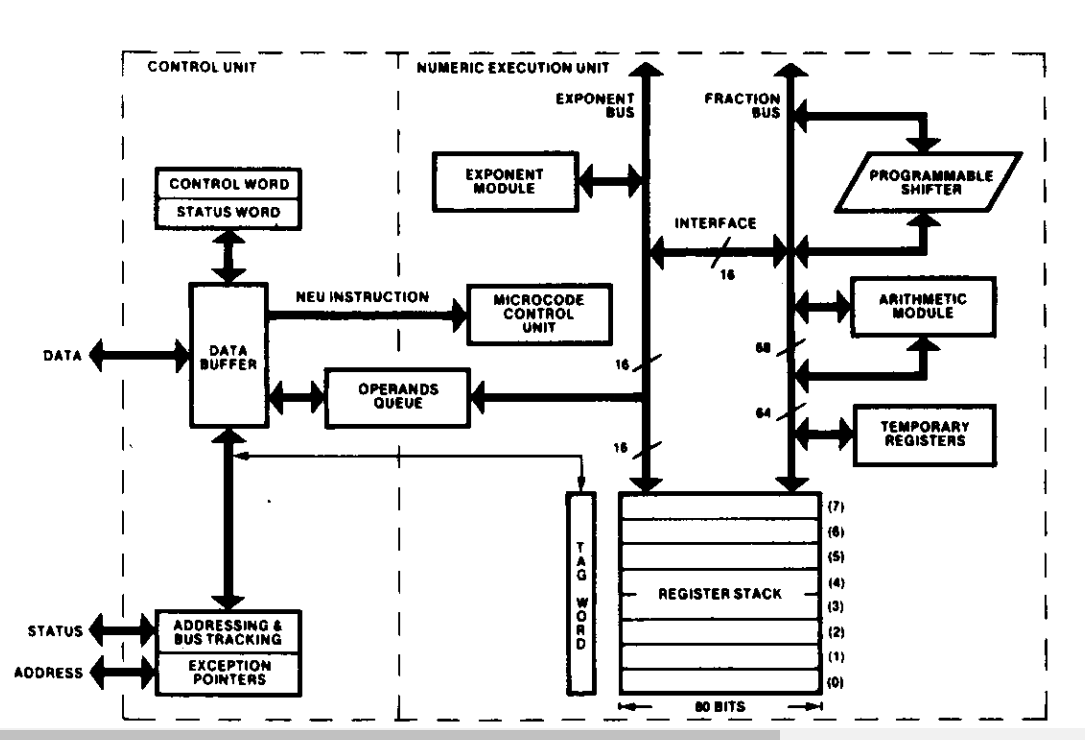 CONTROL UNIT
NUMERIC EXECUTION UNIT
EXPONENT
BUS
FRACTION
BUS
CONTROL WORD
STATUS WORD
EXPONENT
MODULE
PROGRAMMABLE
SHIFTER
INTERFACE
16
NEU INSTRUCTION
MICROCODE
CONTROL
UNIT
ARITHMETIC
MODULE
DATA
DATA
BUFFER
16
68
OPERANDS
QUEUE
64
TEMPORARY
REGISTERS
16
TAG WORD
REGISTER STACK
(7)
(6)
(5)
(4)
(3)
(2)
(1)
(0)
80 BITS
STATUS
ADDRESS
ADDRESSING &
BUS TRACKING
EXCEPTION
POINTERS